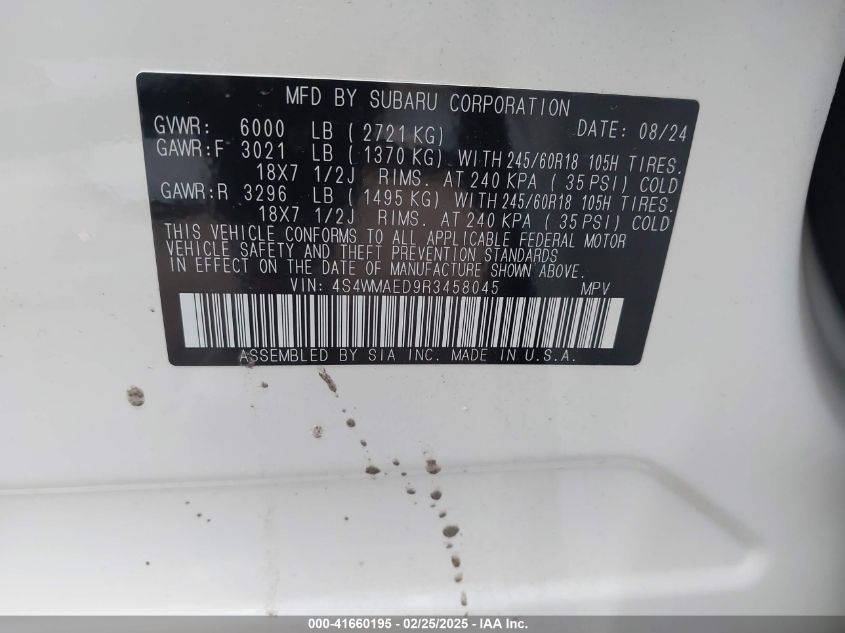 MFD BY SUBARU CORPORATION
GVWR: 6000 LB ( 2721 KG) DATE: 08/24
GAWR:F 3021 LB ( 1370 KG) WITH 245/60R18 105H TIRES.
18X7 1/2J RIMS. AT 240 KPA ( 35 PSI) COLD
GAWR:R 3296 LB ( 1495 KG) WITH 245/60R18 105H TIRES.
18X7 1/2J RIMS. AT 240 KPA ( 35 PSI) COLD
THIS VEHICLE CONFORMS TO ALL APPLICABLE FEDERAL MOTOR
VEHICLE SAFETY AND THEFT PREVENTION STANDARDS
IN EFFECT ON THE DATE OF MANUFACTURE SHOWN ABOVE.
VIN: 4S4WMAED9R3458045 MPV
ASSEMBLED BY SIA INC. MADE IN U.S.A.
000-41660195 - 02/25/2025 - IAA Inc.